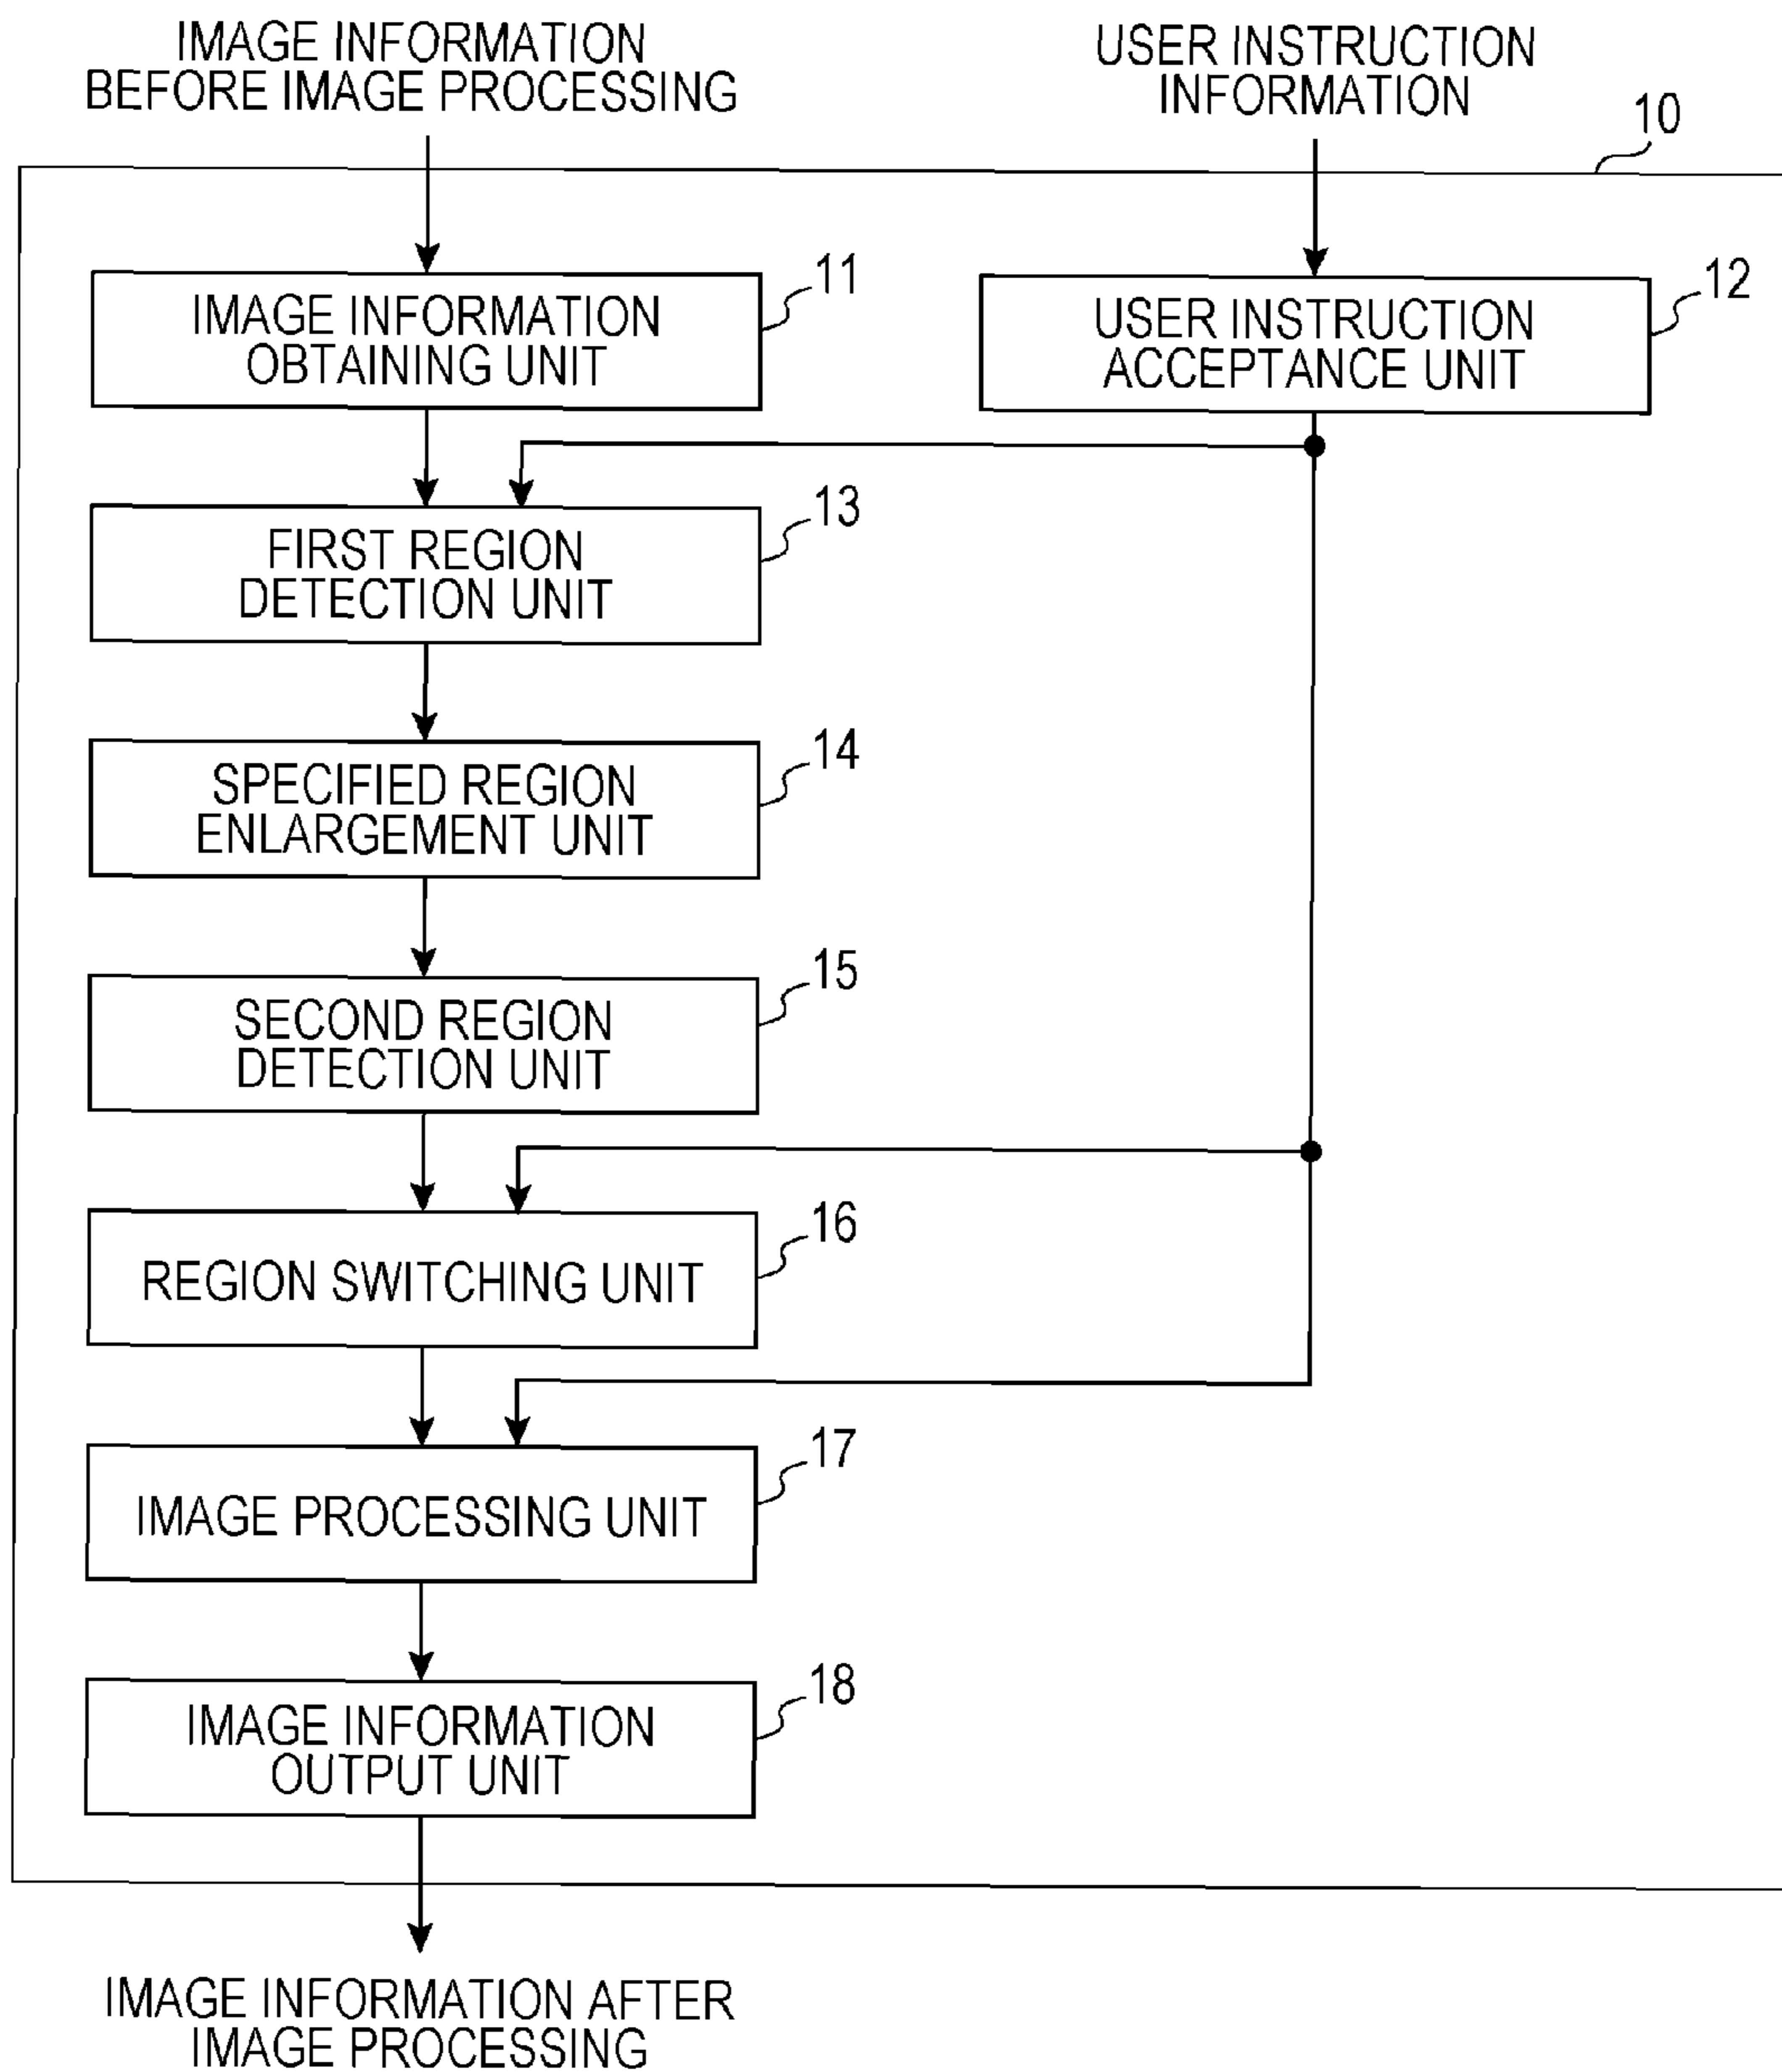 IMAGE INFORMATION
BEFORE IMAGE PROCESSING
USER INSTRUCTION
INFORMATION
10
IMAGE INFORMATION
OBTAINING UNIT
11
USER INSTRUCTION
ACCEPTANCE UNIT
12
FIRST REGION
DETECTION UNIT
13
SPECIFIED REGION
ENLARGEMENT UNIT
14
SECOND REGION
DETECTION UNIT
15
REGION SWITCHING UNIT
16
IMAGE PROCESSING UNIT
17
IMAGE INFORMATION
OUTPUT UNIT
18
IMAGE INFORMATION AFTER
IMAGE PROCESSING